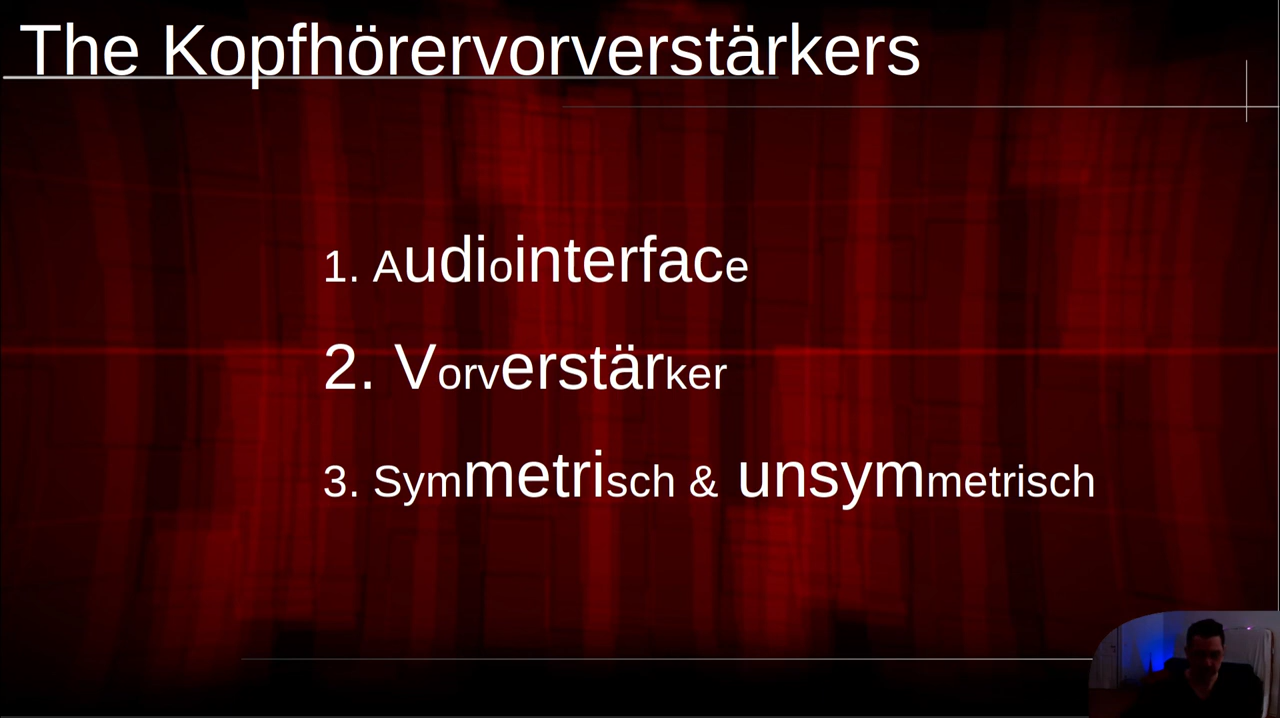 The Kopfhörervorverstärkers
1. Audiointerface
2. Vorverstärker
3. Symmetrisch & unsymmetrisch